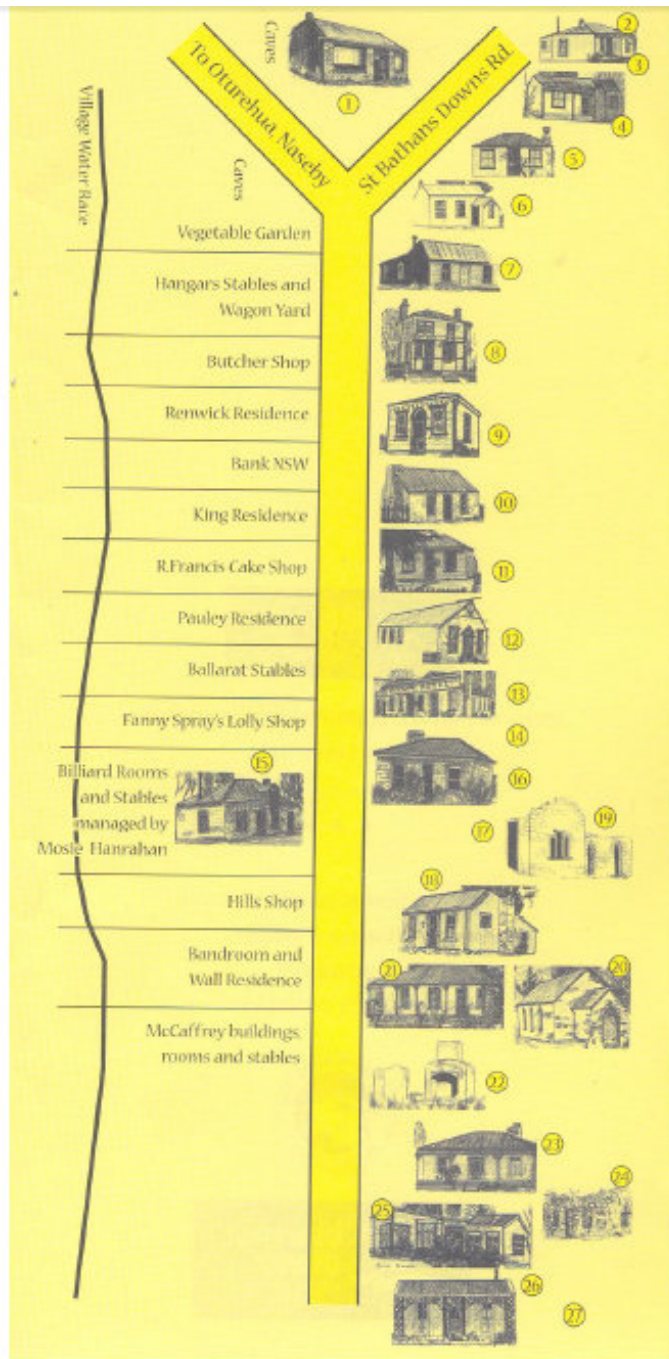 Caves
①
②
③
To Oturehua, Naseby
St Bathans Downs Rd.
④
⑤
Village Water Race
Caves
⑥
Vegetable Garden
⑦
Hangars Stables and
Wagon Yard
⑧
Butcher Shop
Renwick Residence
⑨
Bank NSW
⑩
King Residence
R.Francis Cake Shop
⑪
Pauley Residence
⑫
Ballarat Stables
⑬
Fanny Spray's Lolly Shop
⑭
Billiard Rooms
and Stables
managed by
Mosie Hanrahan
⑮
⑯
⑰
⑲
⑱
Hills Shop
Bandroom and
Wall Residence
㉑
⑳
McCaffrey buildings,
rooms and stables
㉒
㉓
㉔
㉕
㉖
㉗